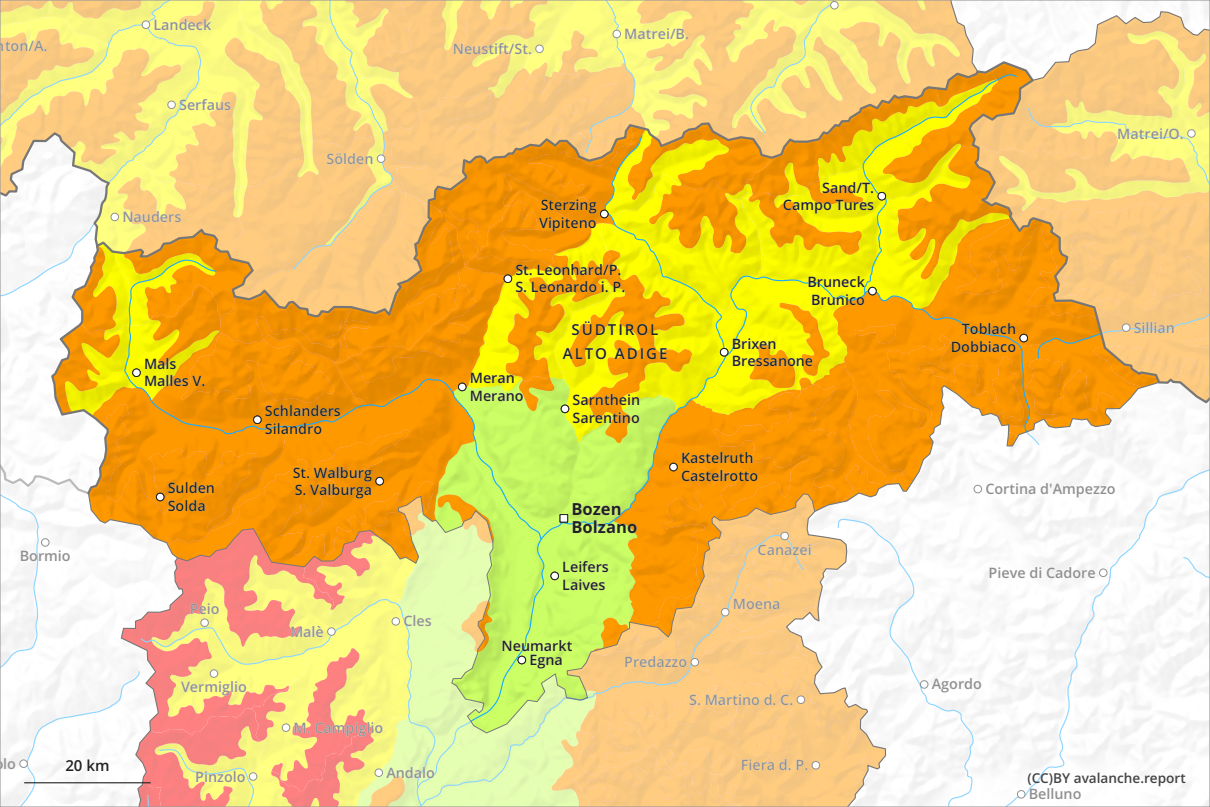 Landeck
nton/A.
Neustift/St.
Matrei/B.
Serfaus
Matrei/O.
Sölden
Nauders
Sand/T.
Campo Tures
Sterzing
Vipiteno
St. Leonhard/P.
S. Leonardo i. P.
Bruneck
Brunico
SÜDTIROL
ALTO ADIGE
Toblach
Dobbiaco
Sillian
Brixen
Bressanone
Mals
Malles V.
Meran
Merano
Sarnthein
Sarentino
Schlanders
Silandro
Kastelruth
Castelrotto
St. Walburg
S. Valburga
Sulden
Solda
Cortina d'Ampezzo
Bozen
Bolzano
Bormio
Canazei
Leifers
Laives
Pieve di Cadore
Peio
Moena
Malè
Cles
Neumarkt
Egna
Predazzo
Vermiglio
Agordo
S. Martino d. C.
M. Campiglio
olo
20 km
Pinzolo
Andalo
Fiera d. P.
(CC)BY avalanche.report
Belluno